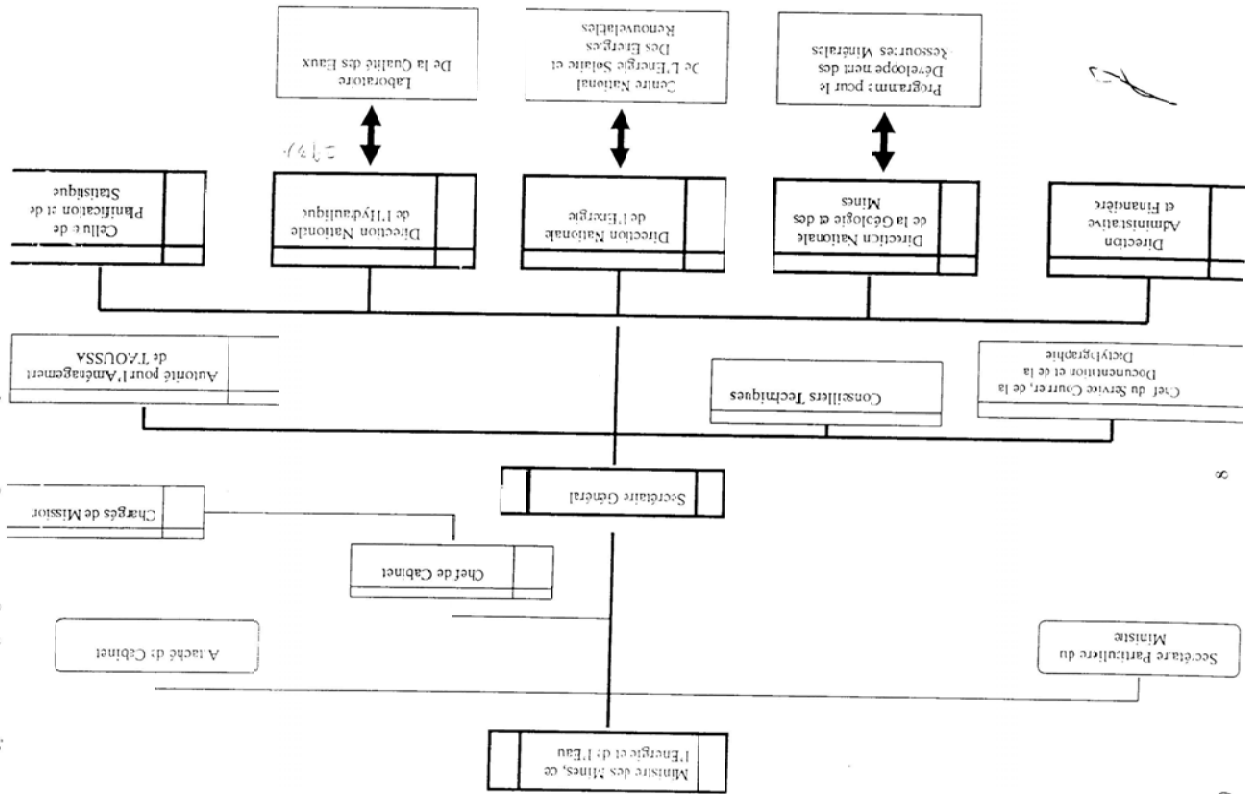 Ministre des Mines, de
l'Energie et de l'Eau
Secrétaire Particulière du
Ministre
Attaché de Cabinet
Chef de Cabinet
Chargés de Mission
Secrétaire Général
8
Chef du Service Courrier, de la
Documentation et de la
Dictylographie
Conseillers Techniques
Autorité pour l'Aménagement
de TAOUSSA
Direction
Administrative
et Financière
Direction Nationale
de la Géologie et des
Mines
Direction Nationale
de l'Energie
Direction Nationale
de l'Hydraulique
Cellule de
Planification et de
Statistique
Programme pour le
Développement des
Ressources Minérales
Centre National
De L'Energie Solaire et
Des Energies
Renouvelables
Laboratoire
De la Qualité des Eaux